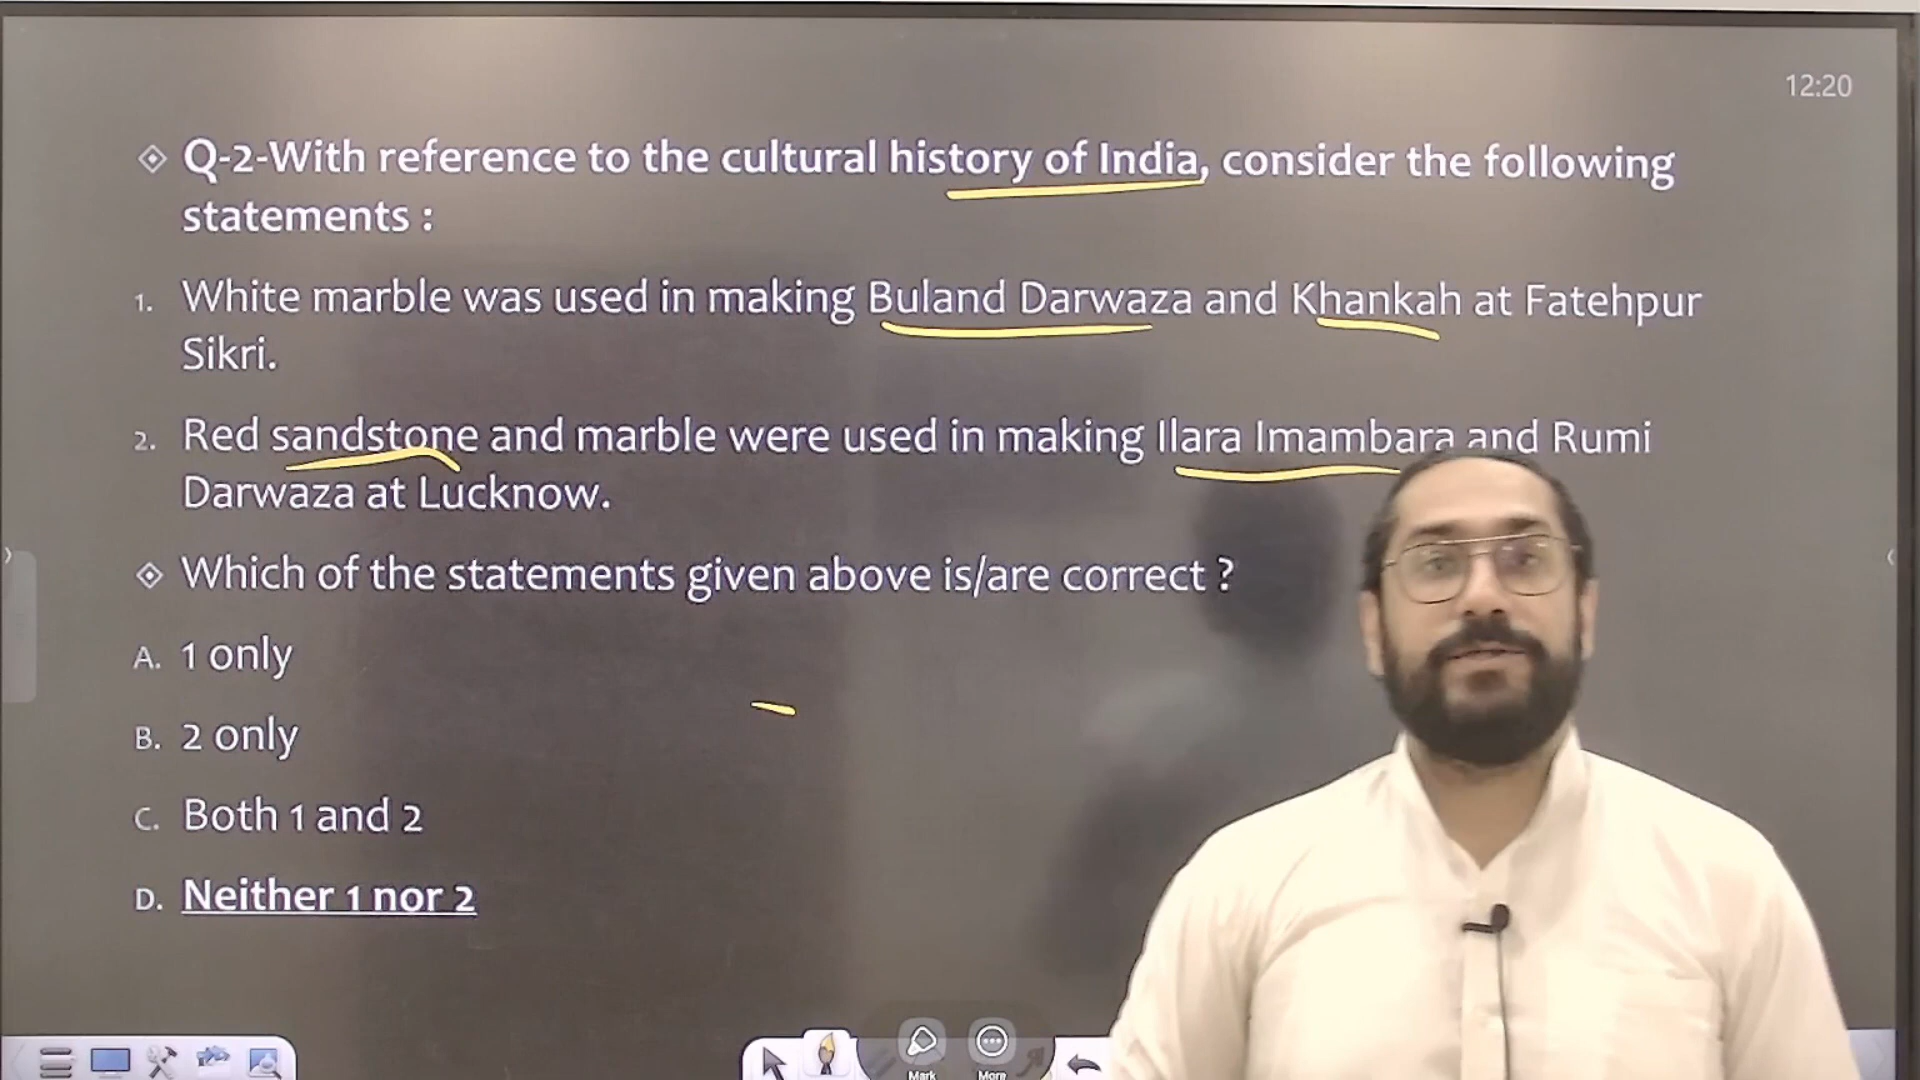 12:20
Q-2-With reference to the cultural history of India, consider the following
statements :
1. White marble was used in making Buland Darwaza and Khankah at Fatehpur
Sikri.
2. Red sandstone and marble were used in making Ilara Imambara and Rumi
Darwaza at Lucknow.
Which of the statements given above is/are correct ?
A. 1 only
B. 2 only
C. Both 1 and 2
D. Neither 1 nor 2
Mark More